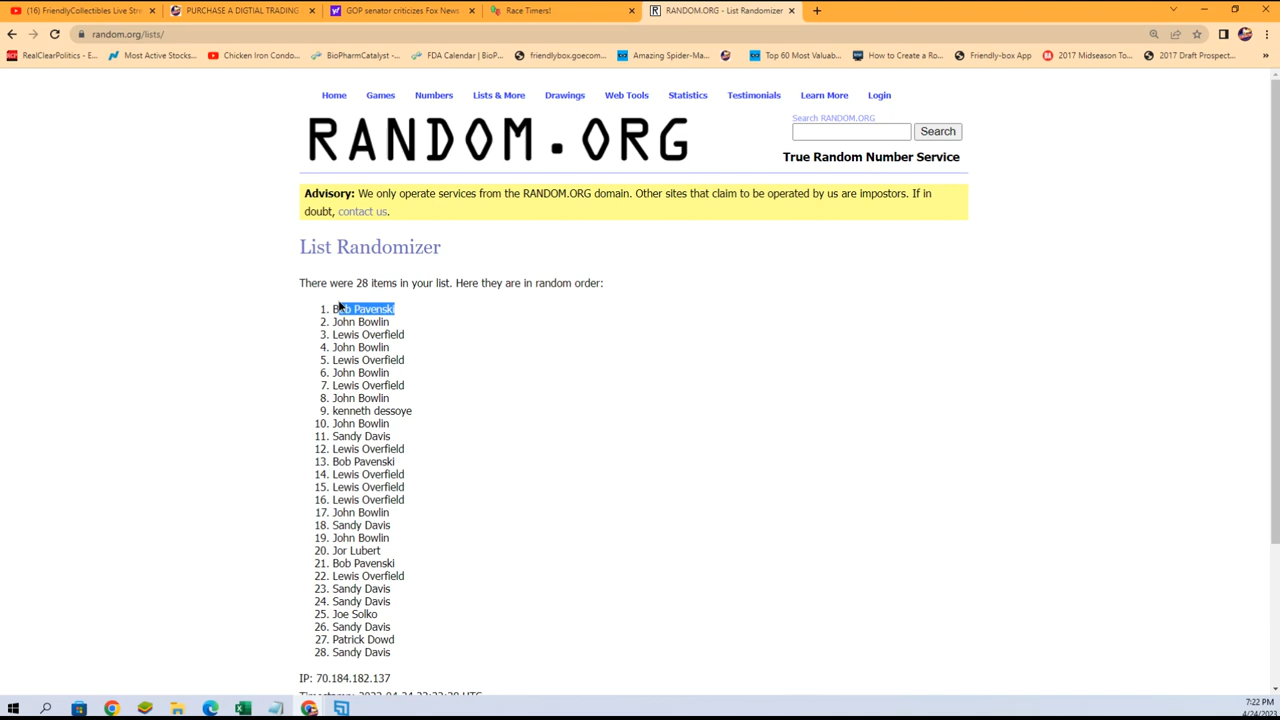 (16) FriendlyCollectibles Live Str
PURCHASE A DIGTIAL TRADING
GOP senator criticizes Fox News
Race Timers!
RANDOM.ORG - List Randomizer
random.org/lists/
RealClearPolitics - E...
Most Active Stocks...
Chicken Iron Condo...
BioPharmCatalyst -...
FDA Calendar | BioP...
friendlybox.goecom...
Amazing Spider-Ma...
Top 60 Most Valuab...
How to Create a Ro...
Friendly-box App
2017 Midseason To...
2017 Draft Prospect...
Home
Games
Numbers
Lists & More
Drawings
Web Tools
Statistics
Testimonials
Learn More
Login
RANDOM.ORG
Search RANDOM.ORG
Search
True Random Number Service
Advisory: We only operate services from the RANDOM.ORG domain. Other sites that claim to be operated by us are impostors. If in
doubt, contact us.
List Randomizer
There were 28 items in your list. Here they are in random order:
1. Bob Pavenski
2. John Bowlin
3. Lewis Overfield
4. John Bowlin
5. Lewis Overfield
6. John Bowlin
7. Lewis Overfield
8. John Bowlin
9. kenneth dessoye
10. John Bowlin
11. Sandy Davis
12. Lewis Overfield
13. Bob Pavenski
14. Lewis Overfield
15. Lewis Overfield
16. Lewis Overfield
17. John Bowlin
18. Sandy Davis
19. John Bowlin
20. Jor Lubert
21. Bob Pavenski
22. Lewis Overfield
23. Sandy Davis
24. Sandy Davis
25. Joe Solko
26. Sandy Davis
27. Patrick Dowd
28. Sandy Davis
IP: 70.184.182.137
7:22 PM
4/24/2023